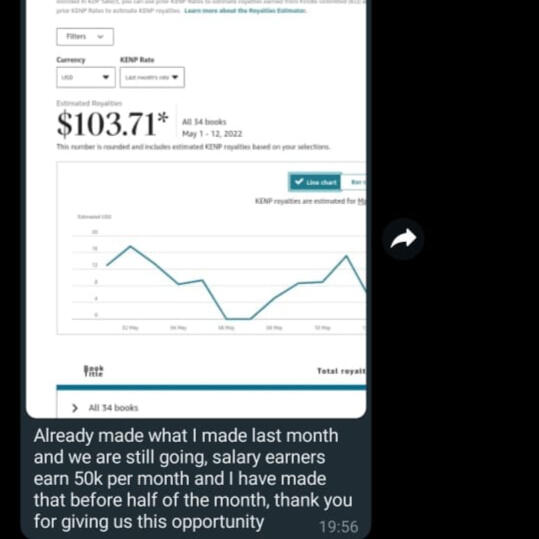 prior KENP Rates to estimate KENP royalties. Learn more about the Royalties Estimator.
Filters
Currency KENP Rate
USD Last month's rate
Estimated Royalties
$103.71* All 34 books
May 1 - 12, 2022
This number is rounded and includes estimated KENP royalties based on your selections.
Line chart Bar c
KENP royalties are estimated for M
Estimated USD
20
16
12
8
4
0
02 May 04 May 06 May 08 May 10 May
Book Title Total royalt
All 34 books
Already made what I made last month
and we are still going, salary earners
earn 50k per month and I have made
that before half of the month, thank you
for giving us this opportunity 19:56